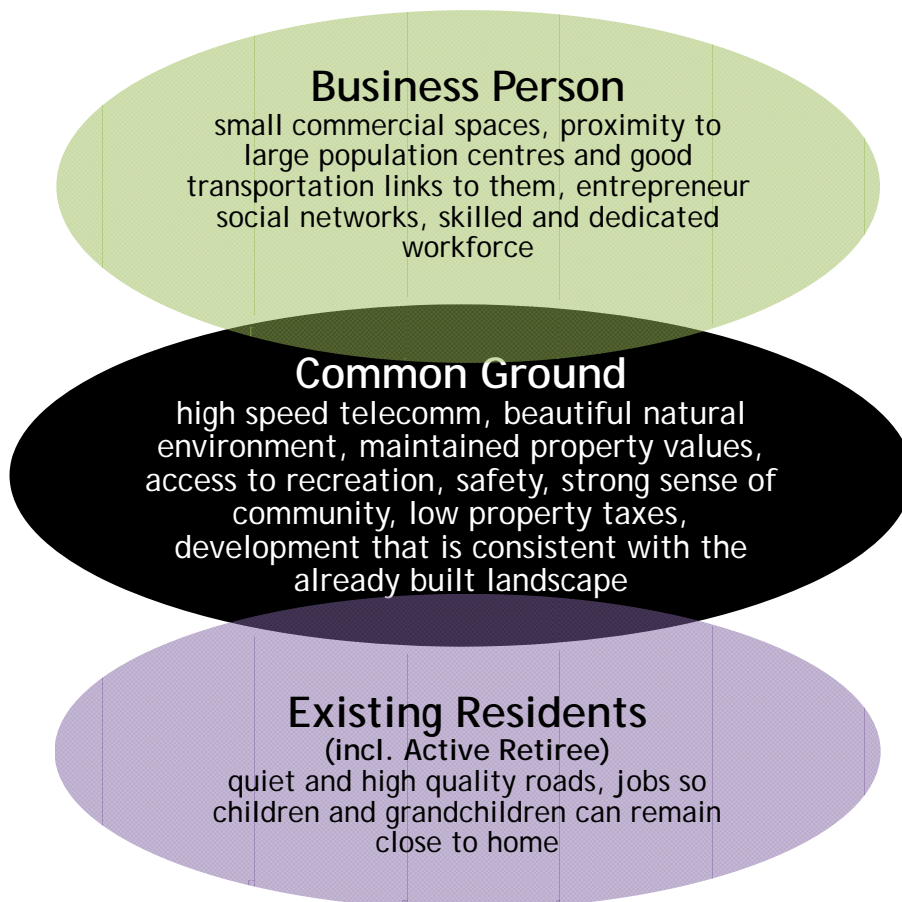 Business Person
small commercial spaces, proximity to
large population centres and good
transportation links to them, entrepreneur
social networks, skilled and dedicated
workforce
Common Ground
high speed telecomm, beautiful natural
environment, maintained property values,
access to recreation, safety, strong sense of
community, low property taxes,
development that is consistent with the
already built landscape
Existing Residents
(incl. Active Retiree)
quiet and high quality roads, jobs so
children and grandchildren can remain
close to home